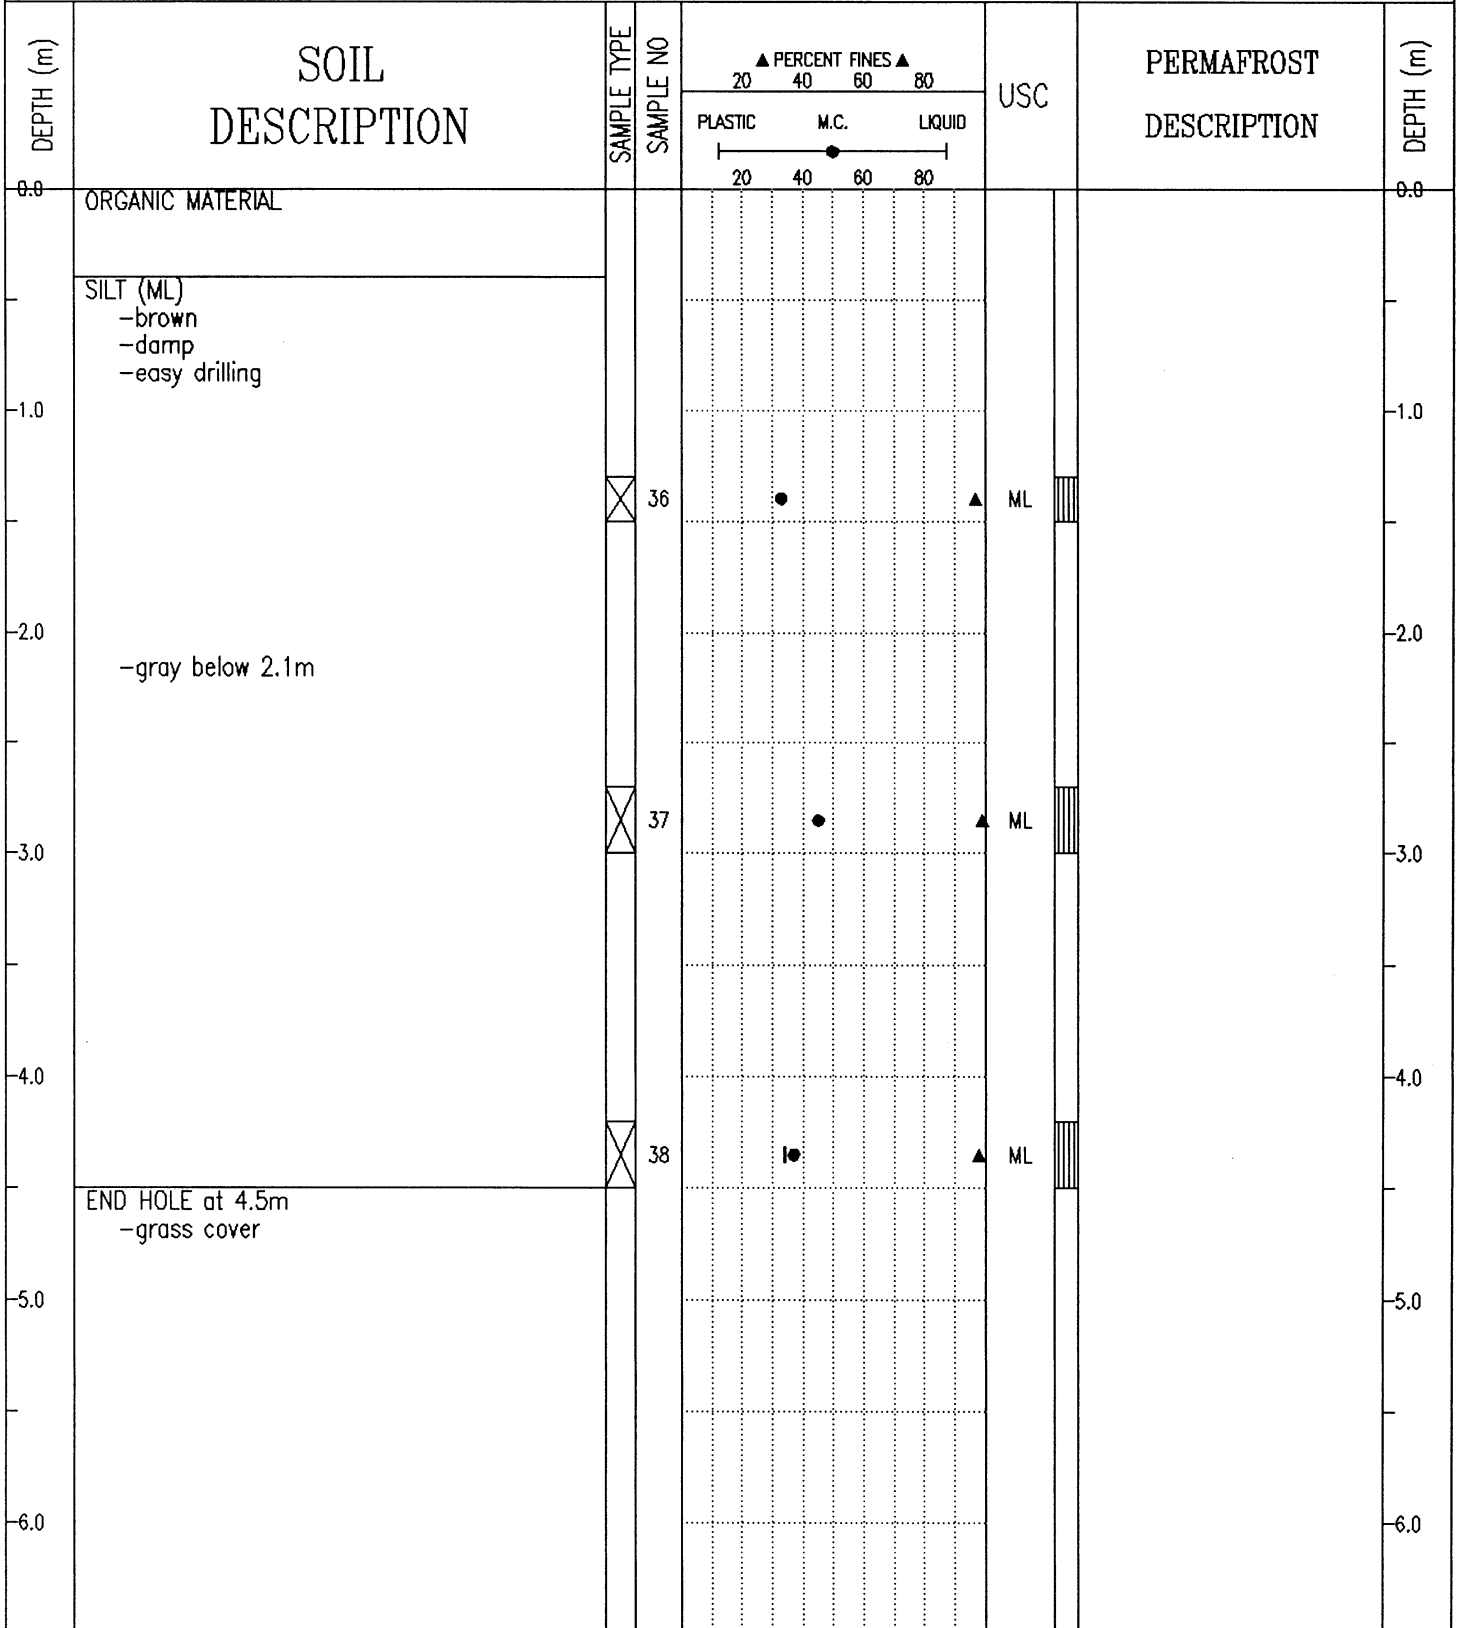 DEPTH (m)
SOIL
DESCRIPTION
SAMPLE TYPE
SAMPLE NO
▲ PERCENT FINES ▲
20 40 60 80
PLASTIC M.C. LIQUID
20 40 60 80
USC
PERMAFROST
DESCRIPTION
DEPTH (m)
0.0 0.0
ORGANIC MATERIAL
SILT (ML)
-brown
-damp
-easy drilling
1.0 1.0
36 ML
2.0 2.0
-gray below 2.1m
37 ML
3.0 3.0
4.0 4.0
38 ML
END HOLE at 4.5m
-grass cover
5.0 5.0
6.0 6.0